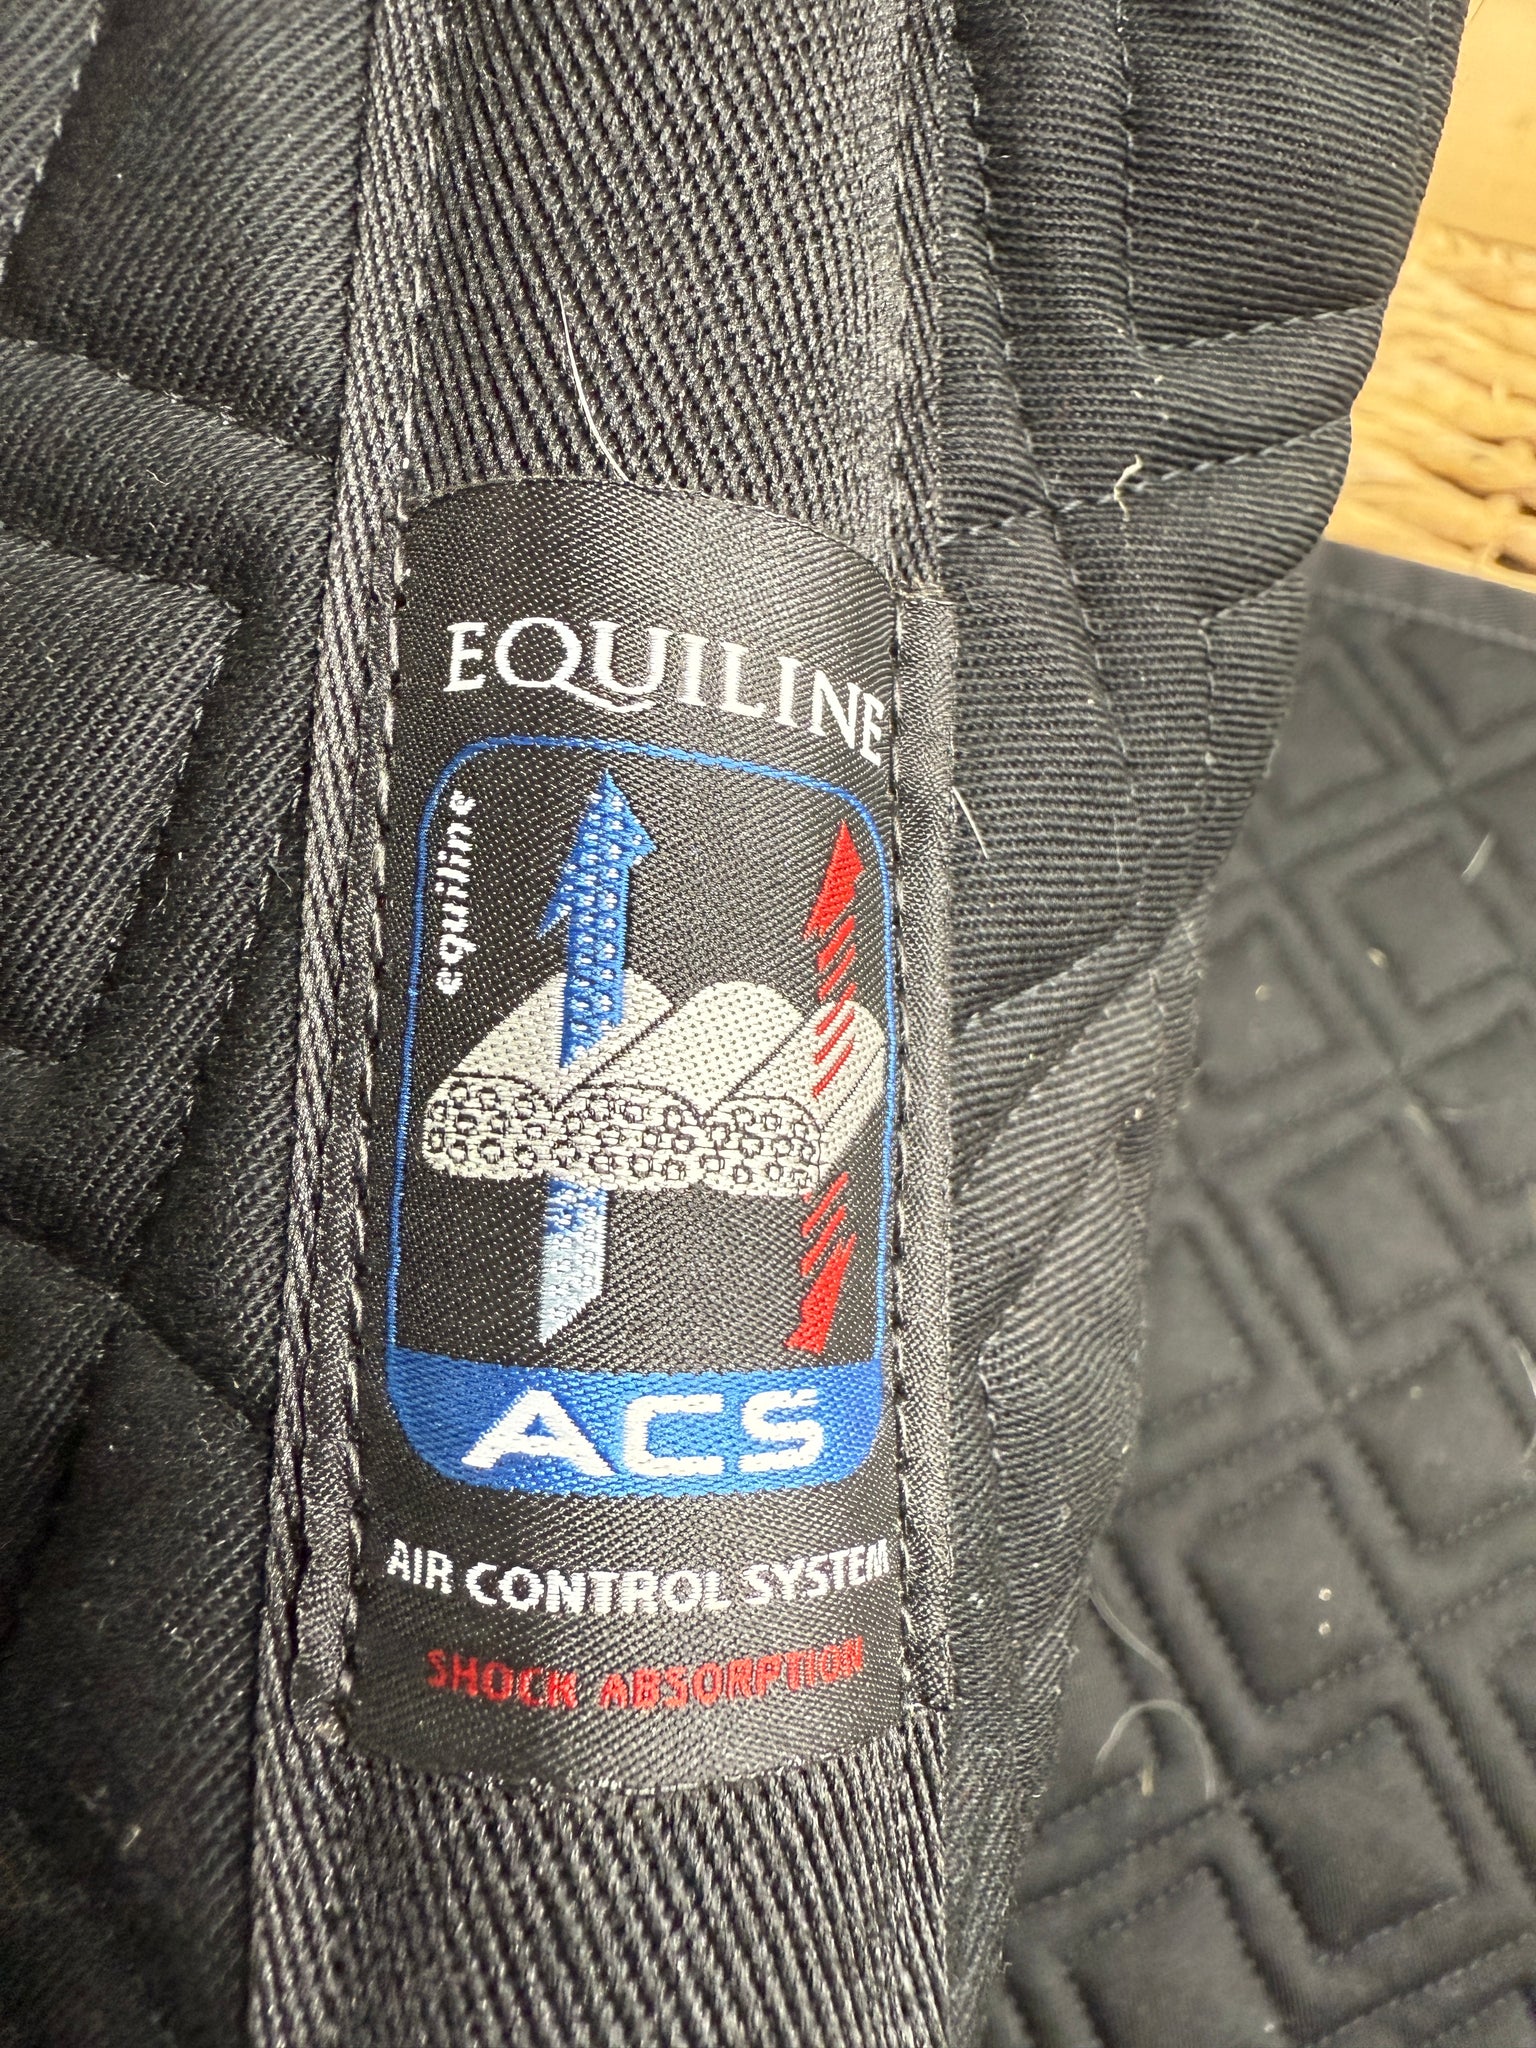 EQUILINE
equiline
ACS
AIR CONTROL SYSTEM
SHOCK ABSORPTION